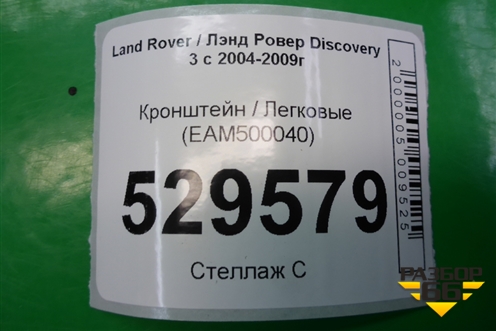 Land Rover / Лэнд Ровер Discovery
3 с 2004-2009г
Кронштейн / Легковые
(EAM500040)
529579
Стеллаж С
2000005009525
РАЗБОР
66